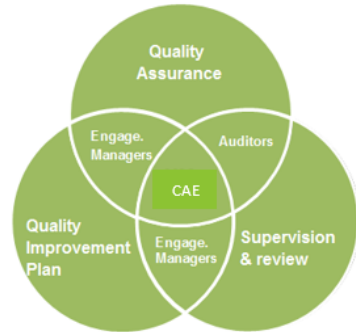 Quality
Assurance
Engage.
Managers
Auditors
CAE
Quality
Improvement
Plan
Engage.
Managers
Supervision
& review